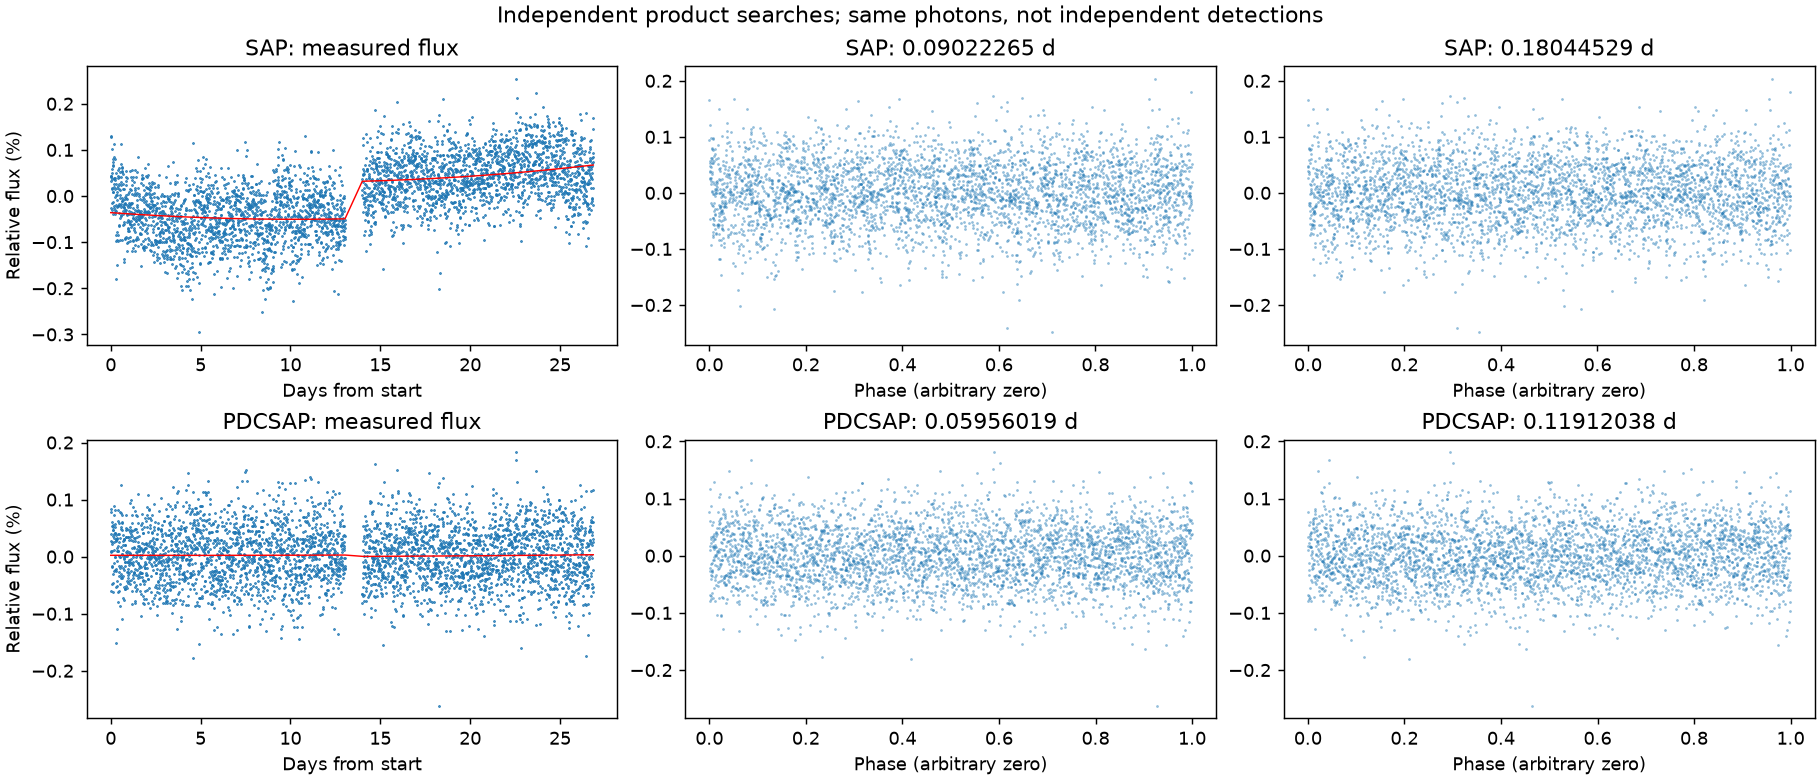 Independent product searches; same photons, not independent detections
SAP: measured flux
SAP: 0.09022265 d
SAP: 0.18044529 d
Relative flux (%)
0.2
0.1
0.0
−0.1
−0.2
−0.3
0.2
0.1
0.0
−0.1
−0.2
0.2
0.1
0.0
−0.1
−0.2
0 5 10 15 20 25
0.0 0.2 0.4 0.6 0.8 1.0
0.0 0.2 0.4 0.6 0.8 1.0
Days from start
Phase (arbitrary zero)
Phase (arbitrary zero)
PDCSAP: measured flux
PDCSAP: 0.05956019 d
PDCSAP: 0.11912038 d
Relative flux (%)
0.2
0.1
0.0
−0.1
−0.2
0.2
0.1
0.0
−0.1
−0.2
0.2
0.1
0.0
−0.1
−0.2
0 5 10 15 20 25
0.0 0.2 0.4 0.6 0.8 1.0
0.0 0.2 0.4 0.6 0.8 1.0
Days from start
Phase (arbitrary zero)
Phase (arbitrary zero)